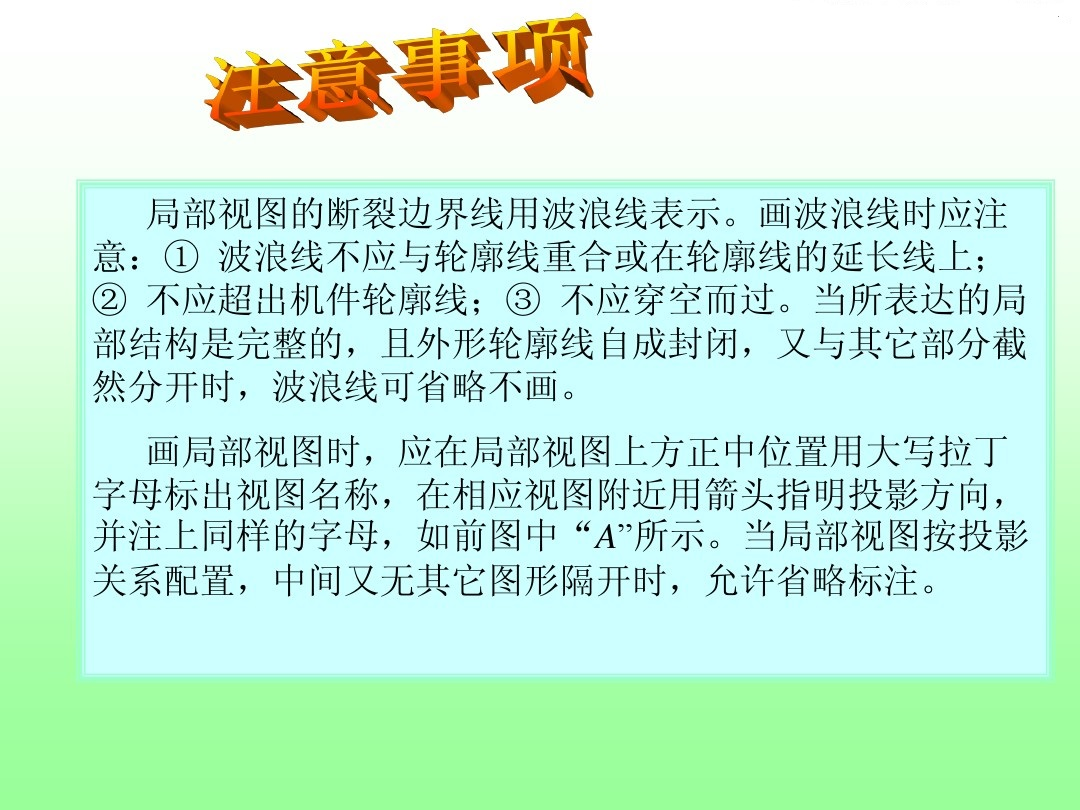 注意事项
局部视图的断裂边界线用波浪线表示。画波浪线时应注
意：① 波浪线不应与轮廓线重合或在轮廓线的延长线上；
② 不应超出机件轮廓线；③ 不应穿空而过。当所表达的局
部结构是完整的，且外形轮廓线自成封闭，又与其它部分截
然分开时，波浪线可省略不画。
画局部视图时，应在局部视图上方正中位置用大写拉丁
字母标出视图名称，在相应视图附近用箭头指明投影方向，
并注上同样的字母，如前图中“A”所示。当局部视图按投影
关系配置，中间又无其它图形隔开时，允许省略标注。